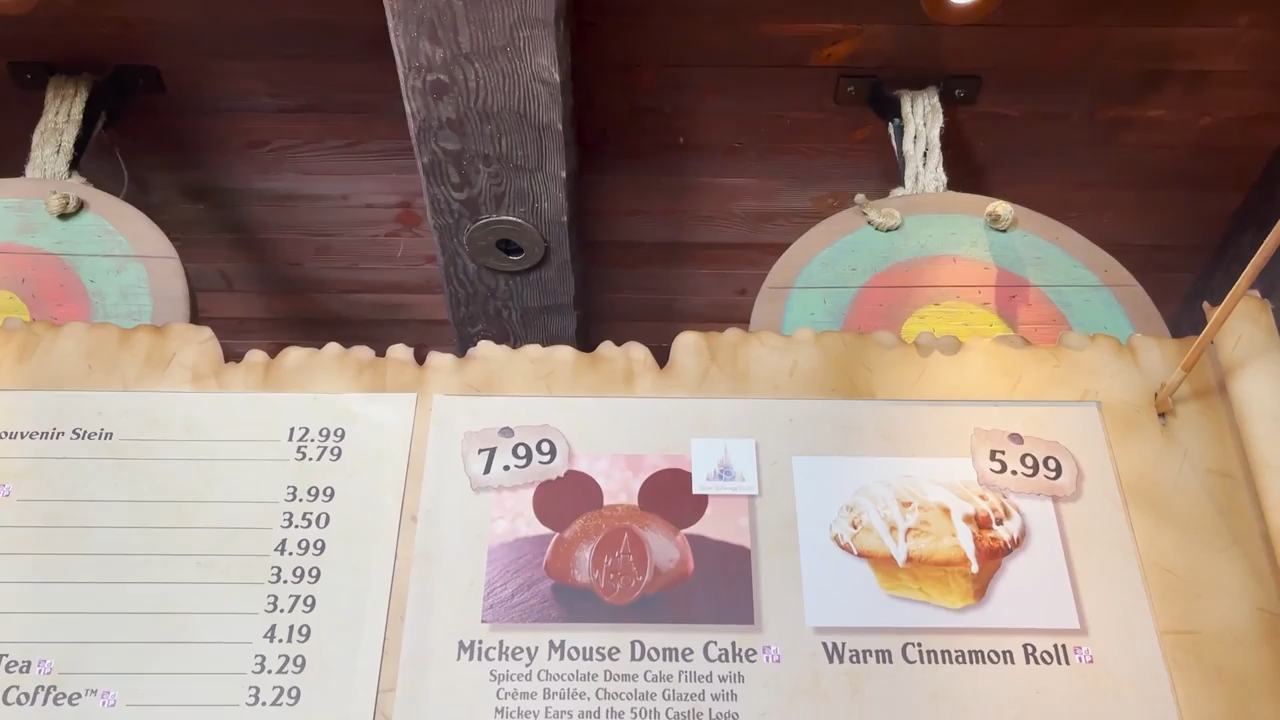 ouvenir Stein 12.99
5.79
3.99
3.50
4.99
3.99
3.79
4.19
Tea 3.29
Coffee™ 3.29
7.99
50
Mickey Mouse Dome Cake
Spiced Chocolate Dome Cake filled with
Crème Brûlée, Chocolate Glazed with
Mickey Ears and the 50th Castle Logo
5.99
Warm Cinnamon Roll